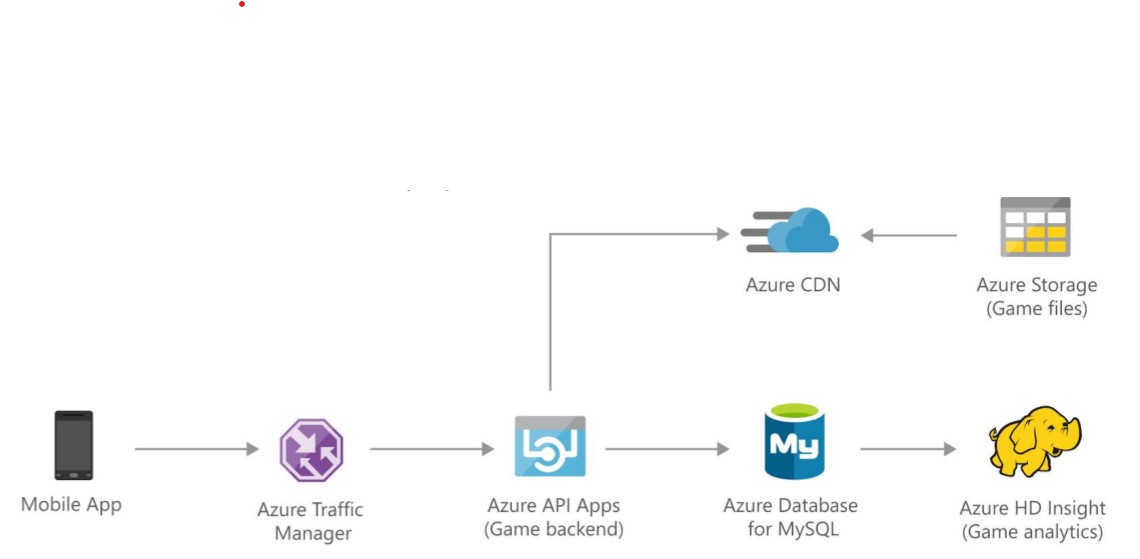 Azure CDN
Azure Storage
(Game files)
My
Mobile App
Azure Traffic
Manager
Azure API Apps
(Game backend)
Azure Database
for MySQL
Azure HD Insight
(Game analytics)